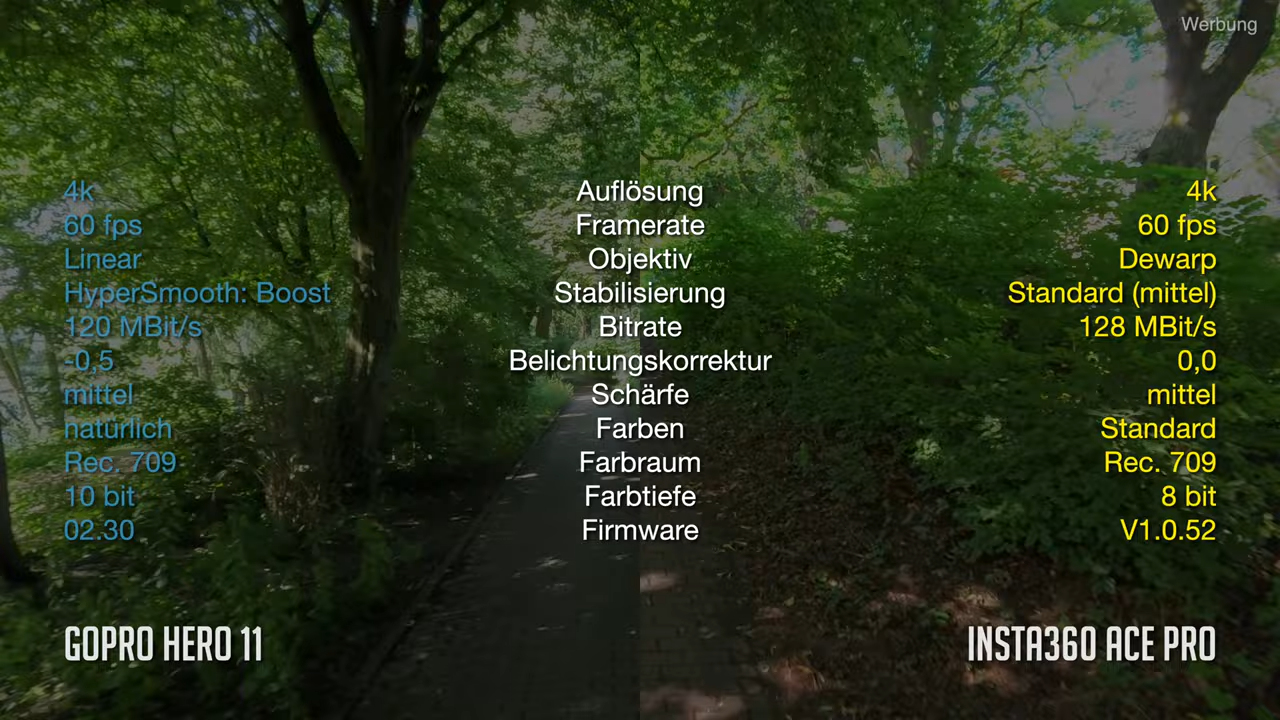 Werbung
4k Auflösung 4k
60 fps Framerate 60 fps
Linear Objektiv Dewarp
HyperSmooth: Boost Stabilisierung Standard (mittel)
120 MBit/s Bitrate 128 MBit/s
-0,5 Belichtungskorrektur 0,0
mittel Schärfe mittel
natürlich Farben Standard
Rec. 709 Farbraum Rec. 709
10 bit Farbtiefe 8 bit
02.30 Firmware V1.0.52
GOPRO HERO 11 INSTA360 ACE PRO